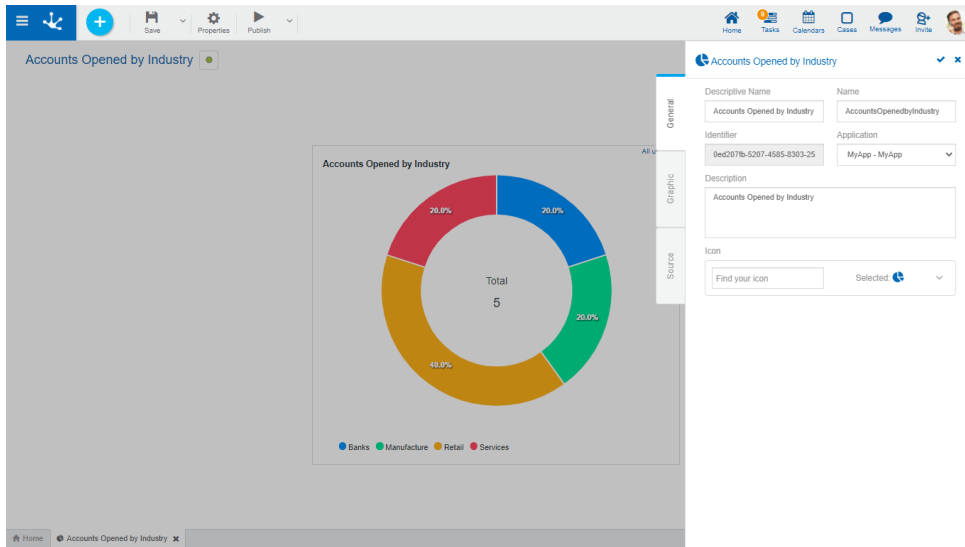 Save
Properties
Publish
0
Home
Tasks
Calendars
Cases
Messages
Invite
Accounts Opened by Industry
Accounts Opened by Industry
General
Graphic
Source
Descriptive Name
Name
Accounts Opened by Industry
AccountsOpenedbyIndustry
Identifier
Application
0ed207fb-5207-4585-8303-25
MyApp - MyApp
Description
Accounts Opened by Industry
Icon
Find your icon
Selected:
All
Accounts Opened by Industry
20.0%
20.0%
20.0%
40.0%
Total
5
Banks
Manufacture
Retail
Services
Home
Accounts Opened by Industry